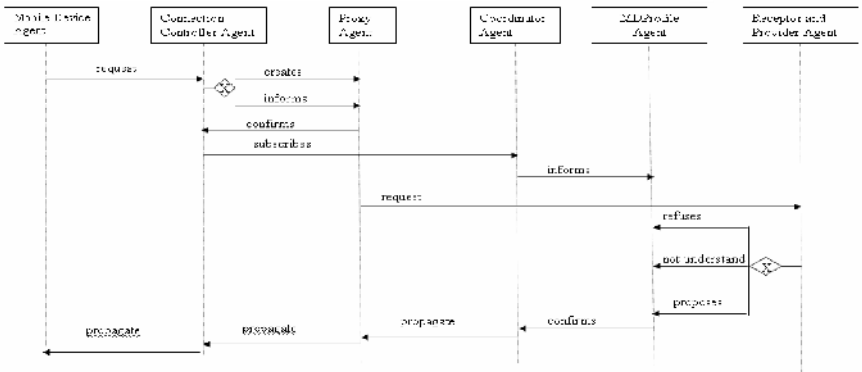 Mobile Device
Agent
Connection
Controller Agent
Proxy
Agent
Coordinator
Agent
MDProfile
Agent
Receptor and
Provider Agent
request
creates
informs
confirms
subscribes
informs
request
refuses
not understand
X
proposes
confirms
propagate
propagate
propagate